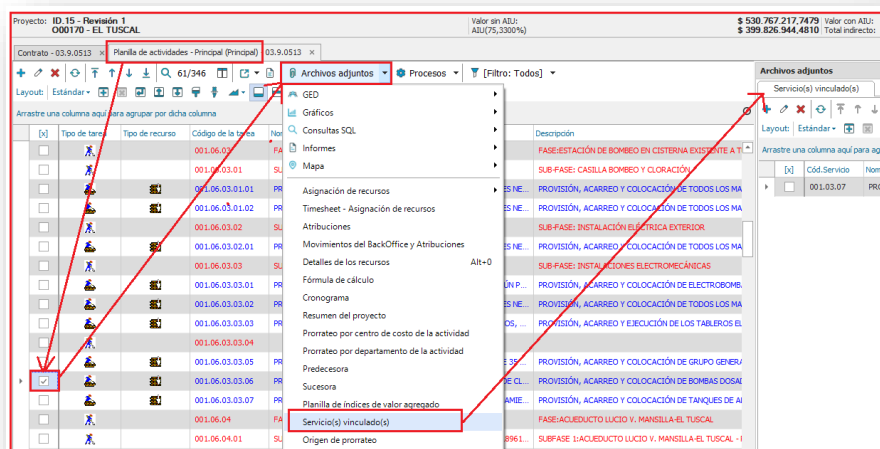 Proyecto: ID.15 - Revisión 1
O00170 - EL TUSCAL
Valor sin AIU:
AIU(75,3300%)
$ 530.767.217,7479 Valor con AIU:
$ 399.826.944,4810 Total indirecto:
Contrato - 03.9.0513 × Planilla de actividades - Principal (Principal) - 03.9.0513 ×
61/346 Archivos adjuntos Procesos [Filtro: Todos]
Layout: Estándar
Arrastre una columna aquí para agrupar por dicha columna
[x] Tipo de tarea Tipo de recurso Código de la tarea Descripción
001.06.03 FASE:ESTACIÓN DE BOMBEO EN CISTERNA EXISTENTE A
001.06.03.01 SUB-FASE: CASILLA BOMBEO Y CLORACIÓN
001.06.03.01.01 PROVISIÓN, ACARREO Y COLOCACIÓN DE TODOS LOS MA
001.06.03.01.02 PROVISIÓN, ACARREO Y COLOCACIÓN DE TODOS LOS MA
001.06.03.02 SUB-FASE: INSTALACIÓN ELÉCTRICA EXTERIOR
001.06.03.02.01 PROVISIÓN, ACARREO Y COLOCACIÓN DE TODOS LOS MA
001.06.03.03 SUB-FASE: INSTALACIONES ELECTROMECÁNICAS
001.06.03.03.01 PROVISIÓN, ACARREO Y COLOCACIÓN DE ELECTROBOMB
001.06.03.03.02 PROVISIÓN, ACARREO Y COLOCACIÓN DE TODOS LOS MA
001.06.03.03.03 PROVISIÓN, ACARREO Y EJECUCIÓN DE LOS TABLEROS EL
001.06.03.03.04
001.06.03.03.05 PROVISIÓN, ACARREO Y COLOCACIÓN DE GRUPO GENERA
001.06.03.03.06 PROVISIÓN, ACARREO Y COLOCACIÓN DE BOMBAS DOSAI
001.06.03.03.07 PROVISIÓN, ACARREO Y COLOCACIÓN DE TANQUES DE AI
001.06.04 FASE:ACUEDUCTO LUCIO V. MANSILLA-EL TUSCAL
001.06.04.01 SUBFASE 1:ACUEDUCTO LUCIO V. MANSILLA-EL TUSCAL -
GED
Gráficos
Consultas SQL
Informes
Mapa
Asignación de recursos
Timesheet - Asignación de recursos
Atribuciones
Movimientos del BackOffice y Atribuciones
Detalles de los recursos Alt+0
Fórmula de cálculo
Cronograma
Resumen del proyecto
Prorrateo por centro de costo de la actividad
Prorrateo por departamento de la actividad
Predecesora
Sucesora
Planilla de índices de valor agregado
Servicio(s) vinculado(s)
Origen de prorrateo
Archivos adjuntos
Servicio(s) vinculado(s)
Layout: Estándar
Arrastre una columna aquí para ag
[x] Cód.Servicio Nom
001.03.07 PRO